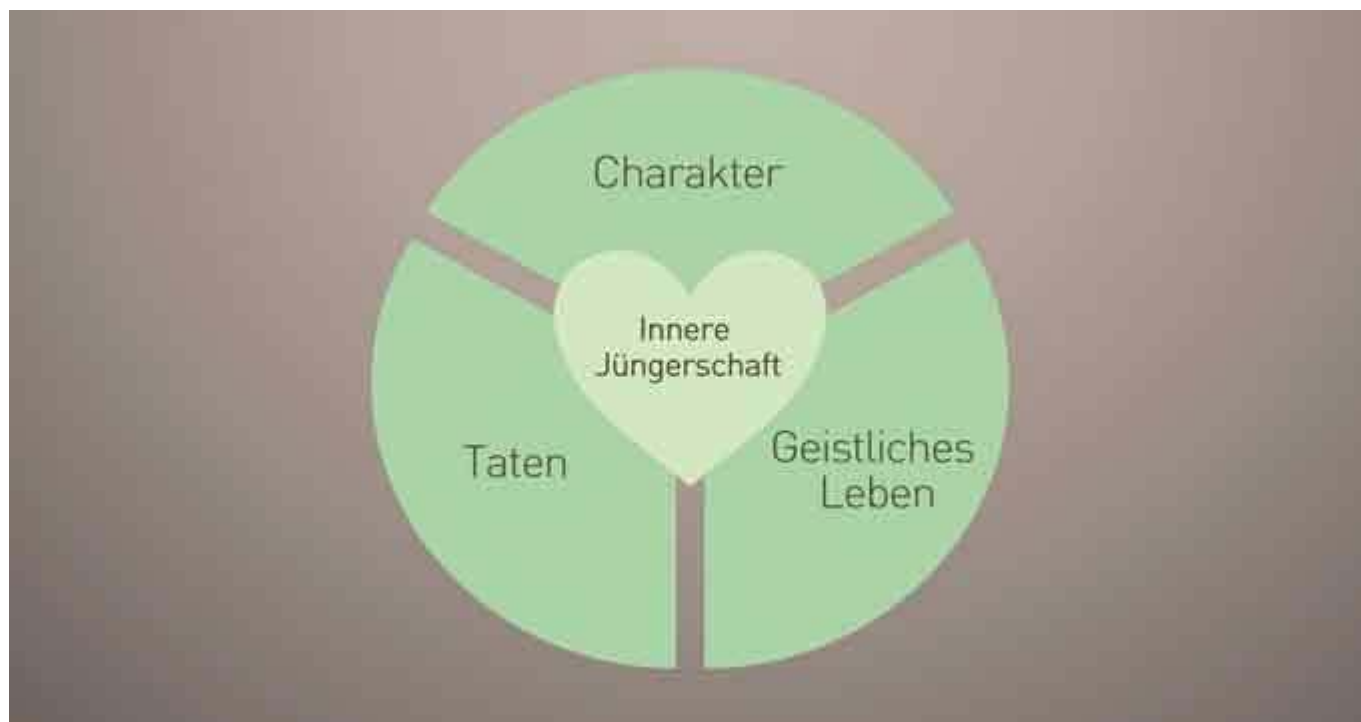 Charakter
Innere
Jüngerschaft
Taten
Geistliches
Leben